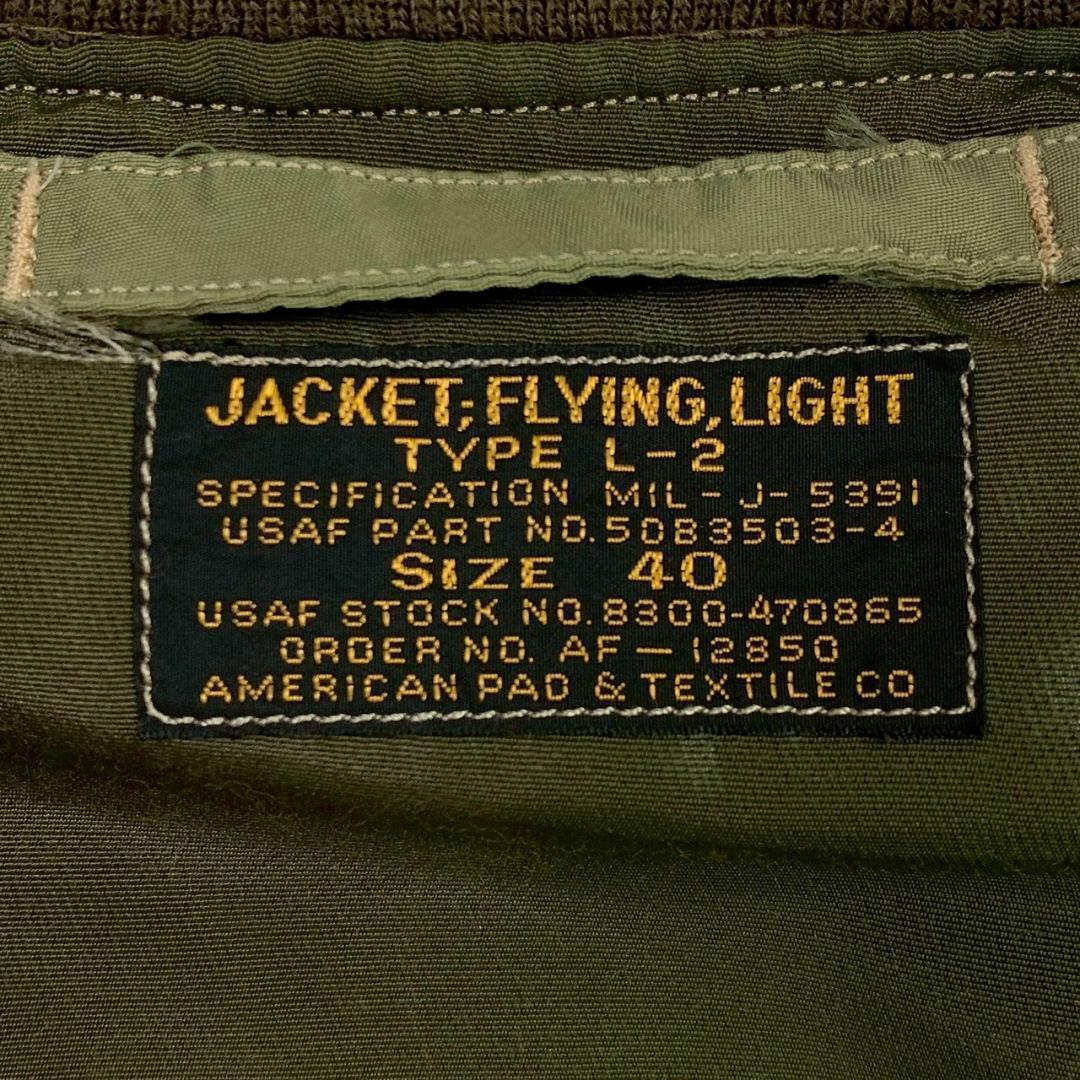 JACKET; FLYING, LIGHT
TYPE L-2
SPECIFICATION MIL - J- 5391
USAF PART NO. 50B3503-4
SIZE 40
USAF STOCK NO. 8300-470865
ORDER NO. AF — 12850
AMERICAN PAD & TEXTILE CO